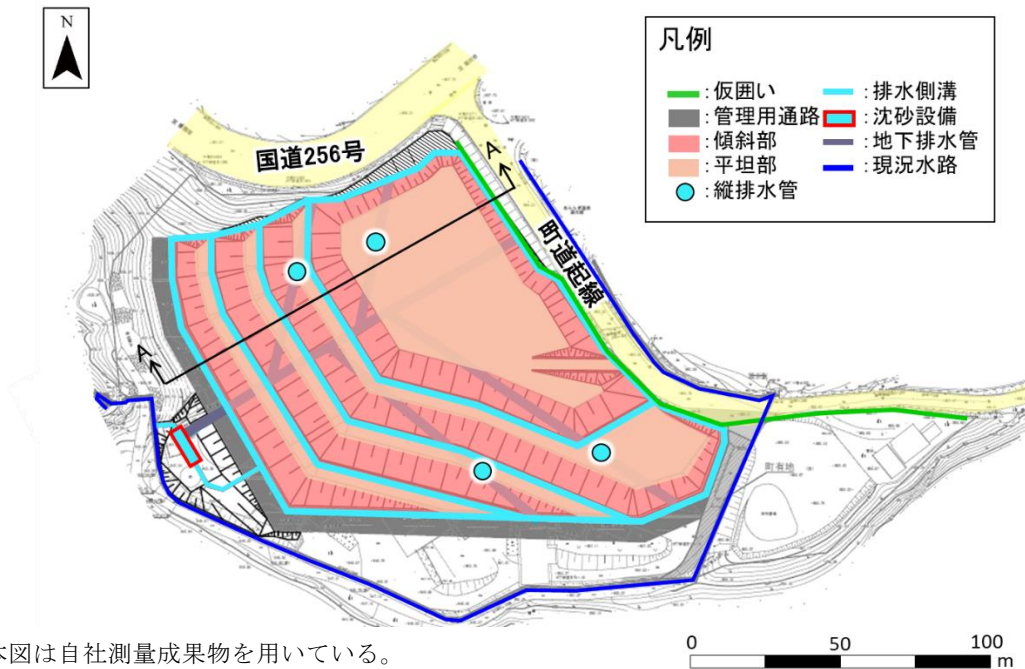 N
国道256号
A
A
町道起線
町有地
凡例
：仮囲い
：排水側溝
：管理用通路
：沈砂設備
：傾斜部
：地下排水管
：平坦部
：現況水路
：縦排水管
本図は自社測量成果物を用いている。
0 50 100
m